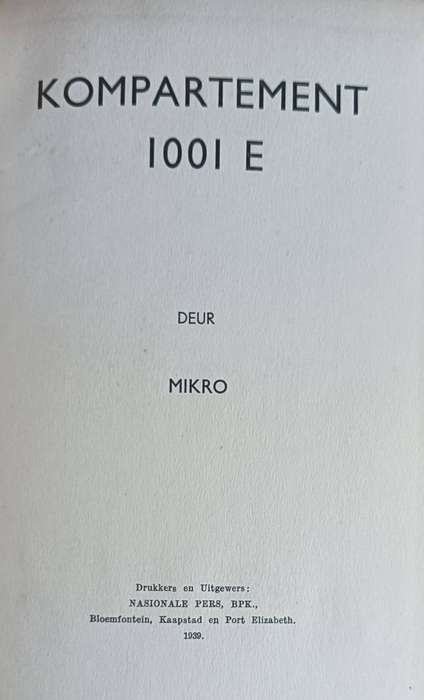 KOMPARTEMENT
1001 E
DEUR
MIKRO
Drukkers en Uitgewers:
NASIONALE PERS, BPK.,
Bloemfontein, Kaapstad en Port Elizabeth.
1939.